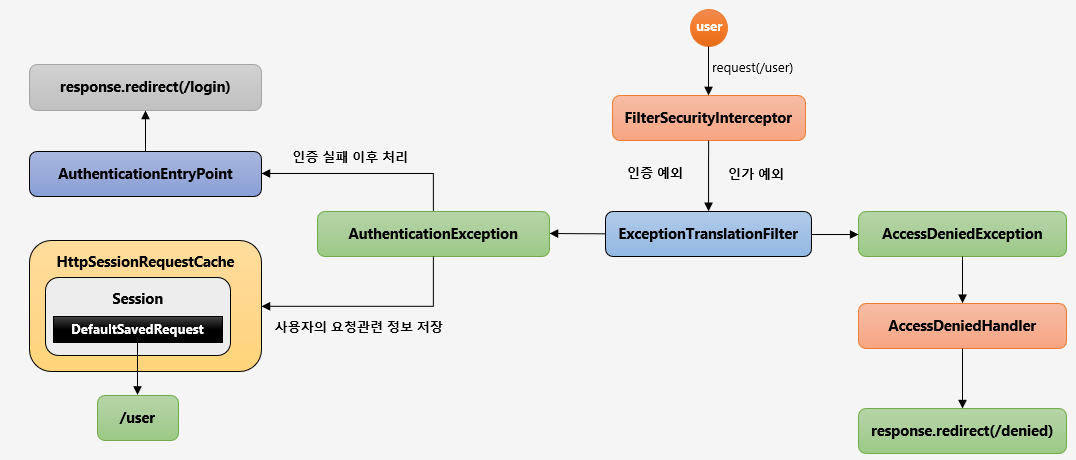 user
request(/user)
FilterSecurityInterceptor
인증 예외
인가 예외
ExceptionTranslationFilter
AuthenticationException
인증 실패 이후 처리
AuthenticationEntryPoint
response.redirect(/login)
사용자의 요청관련 정보 저장
HttpSessionRequestCache
Session
DefaultSavedRequest
/user
AccessDeniedException
AccessDeniedHandler
response.redirect(/denied)